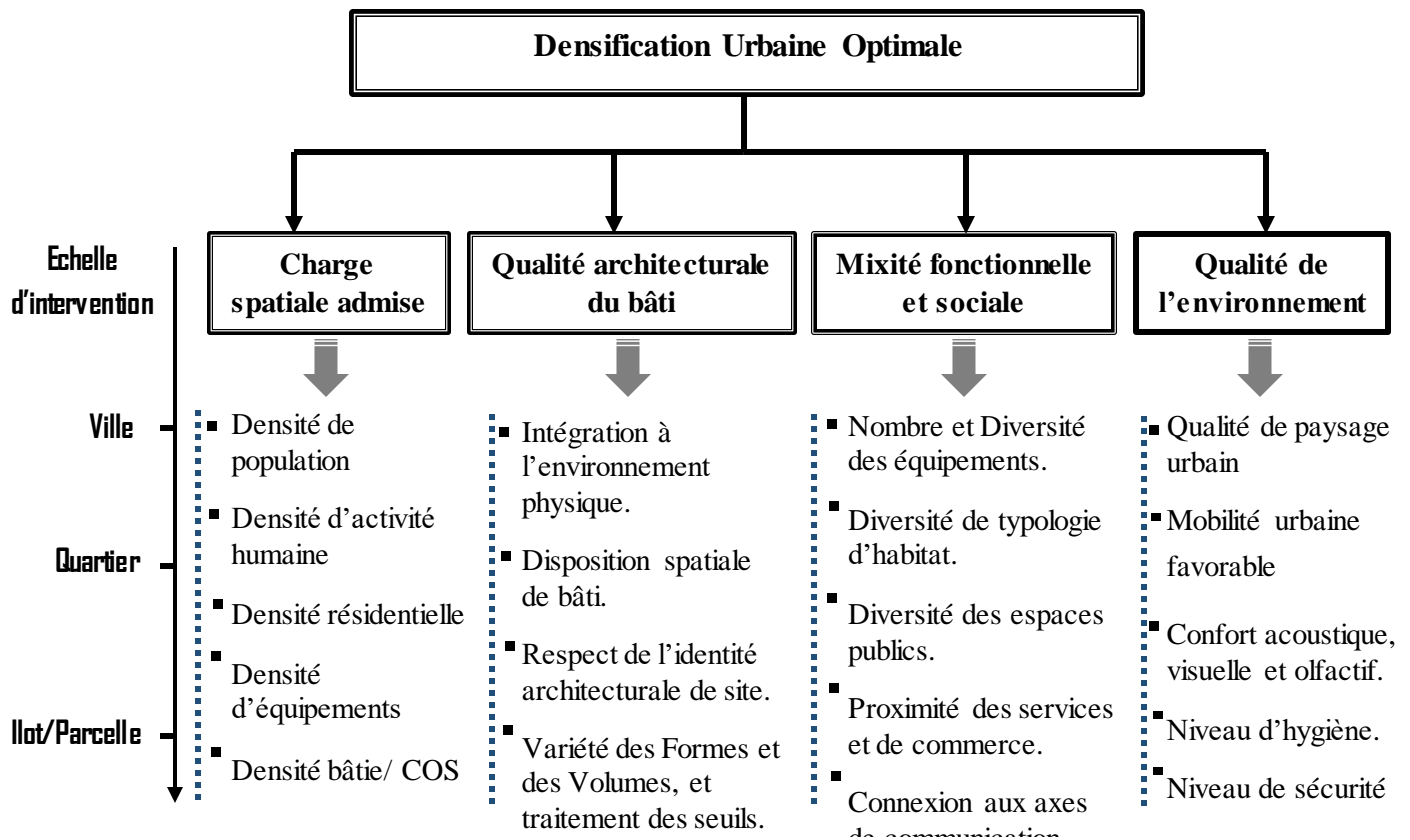 Densification Urbaine Optimale
Echelle
d'intervention
Charge
spatiale admise
Qualité architecturale
du bâti
Mixité fonctionnelle
et sociale
Qualité de
l'environnement
Ville
Quartier
Ilot/Parcelle
Densité de
population
Densité d'activité
humaine
Densité résidentielle
Densité
d'équipements
Densité bâtie/ COS
Intégration à
l'environnement
physique.
Disposition spatiale
de bâti.
Respect de l'identité
architecturale de site.
Variété des Formes et
des Volumes, et
traitement des seuils.
Nombre et Diversité
des équipements.
Diversité de typologie
d'habitat.
Diversité des espaces
publics.
Proximité des services
et de commerce.
Connexion aux axes
de communication
Qualité de paysage
urbain
Mobilité urbaine
favorable
Confort acoustique,
visuelle et olfactif.
Niveau d'hygiène.
Niveau de sécurité